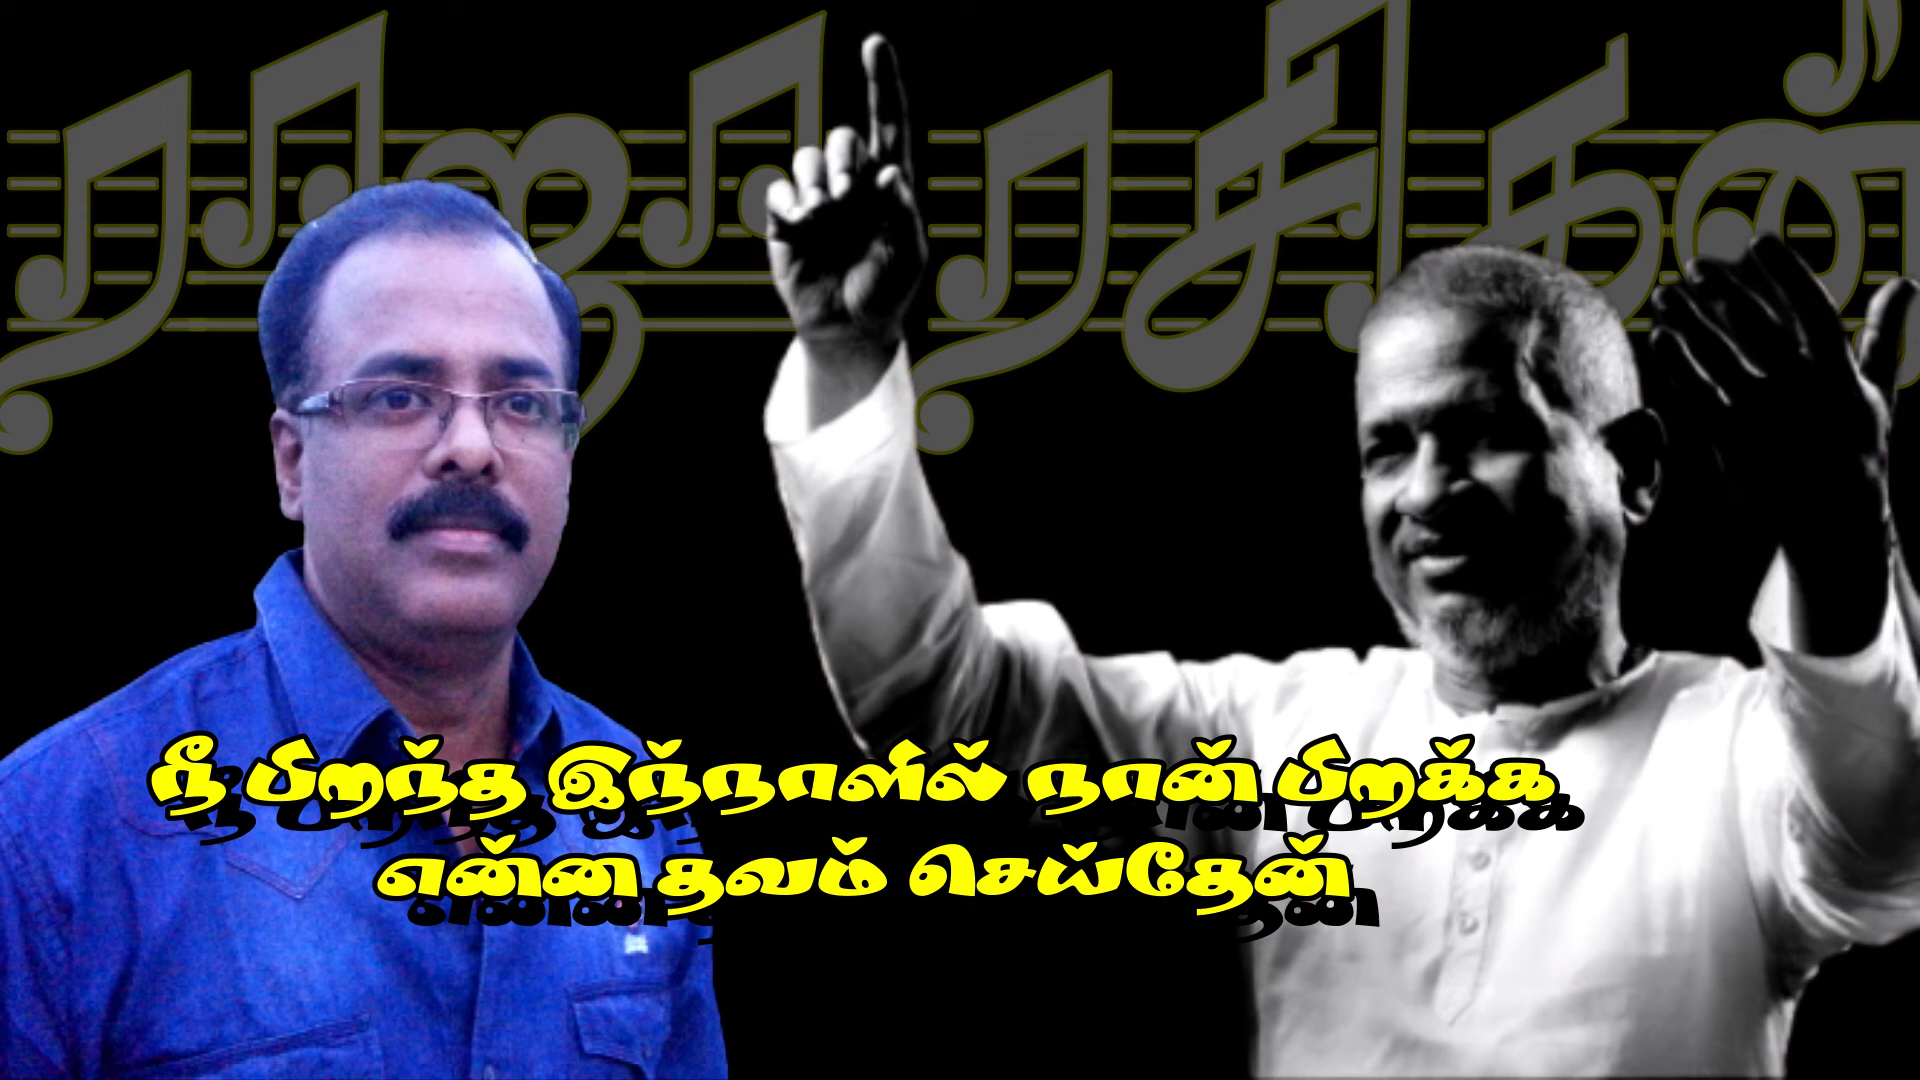 ராஜா ரசிகன்
நீ பிறந்த இந்நாளில் நான் பிறக்க
என்ன தவம் செய்தேன்